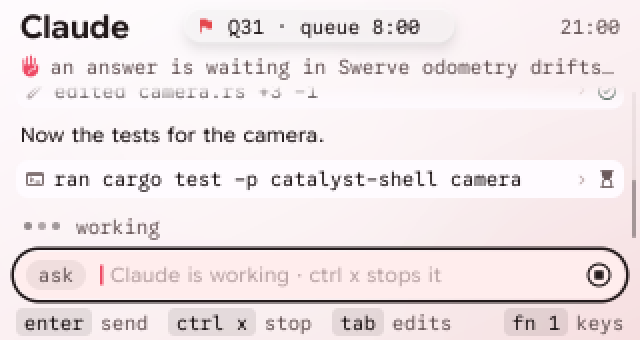 Claude
Q31 · queue 8:00
21:00
an answer is waiting in Swerve odometry drifts…
edited camera.rs +3 -1
Now the tests for the camera.
ran cargo test -p catalyst-shell camera
working
ask Claude is working · ctrl x stops it
enter send ctrl x stop tab edits fn 1 keys